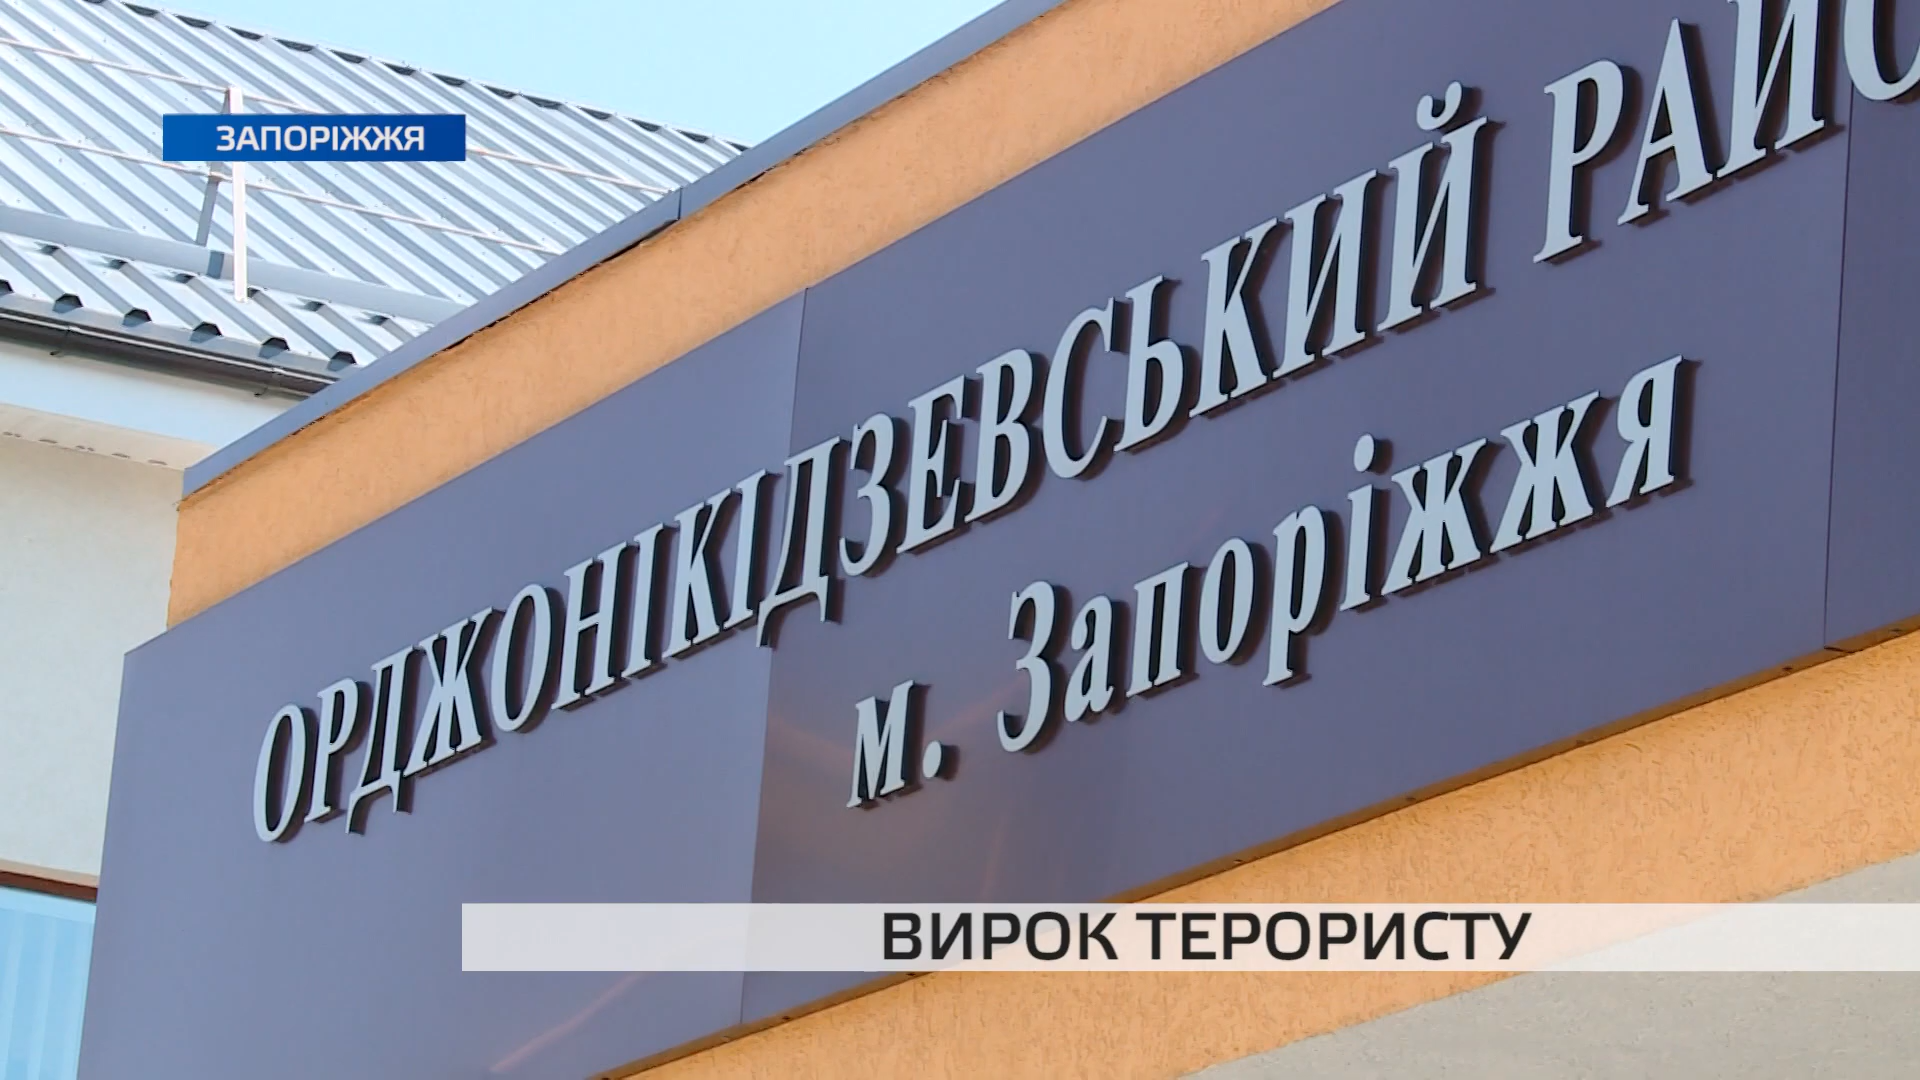 ЗАПОРІЖЖЯ
ОРДЖОНІКІДЗЕВСЬКИЙ
м. Запоріжжя
ВИРОК ТЕРОРИСТУ